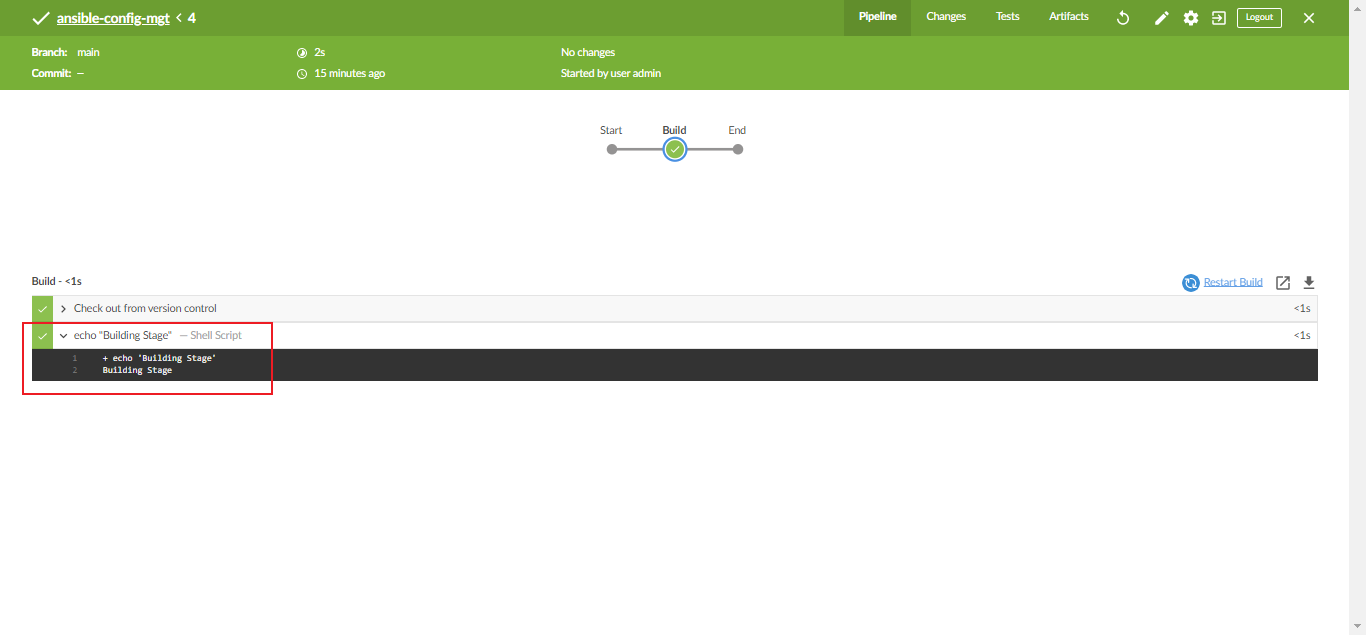 ansible-config-mgt < 4
Pipeline
Changes
Tests
Artifacts
Logout
Branch: main
2s
No changes
Commit: —
15 minutes ago
Started by user admin
Start
Build
End
Build - <1s
Restart Build
Check out from version control
<1s
echo "Building Stage" — Shell Script
<1s
1 + echo 'Building Stage'
2 Building Stage